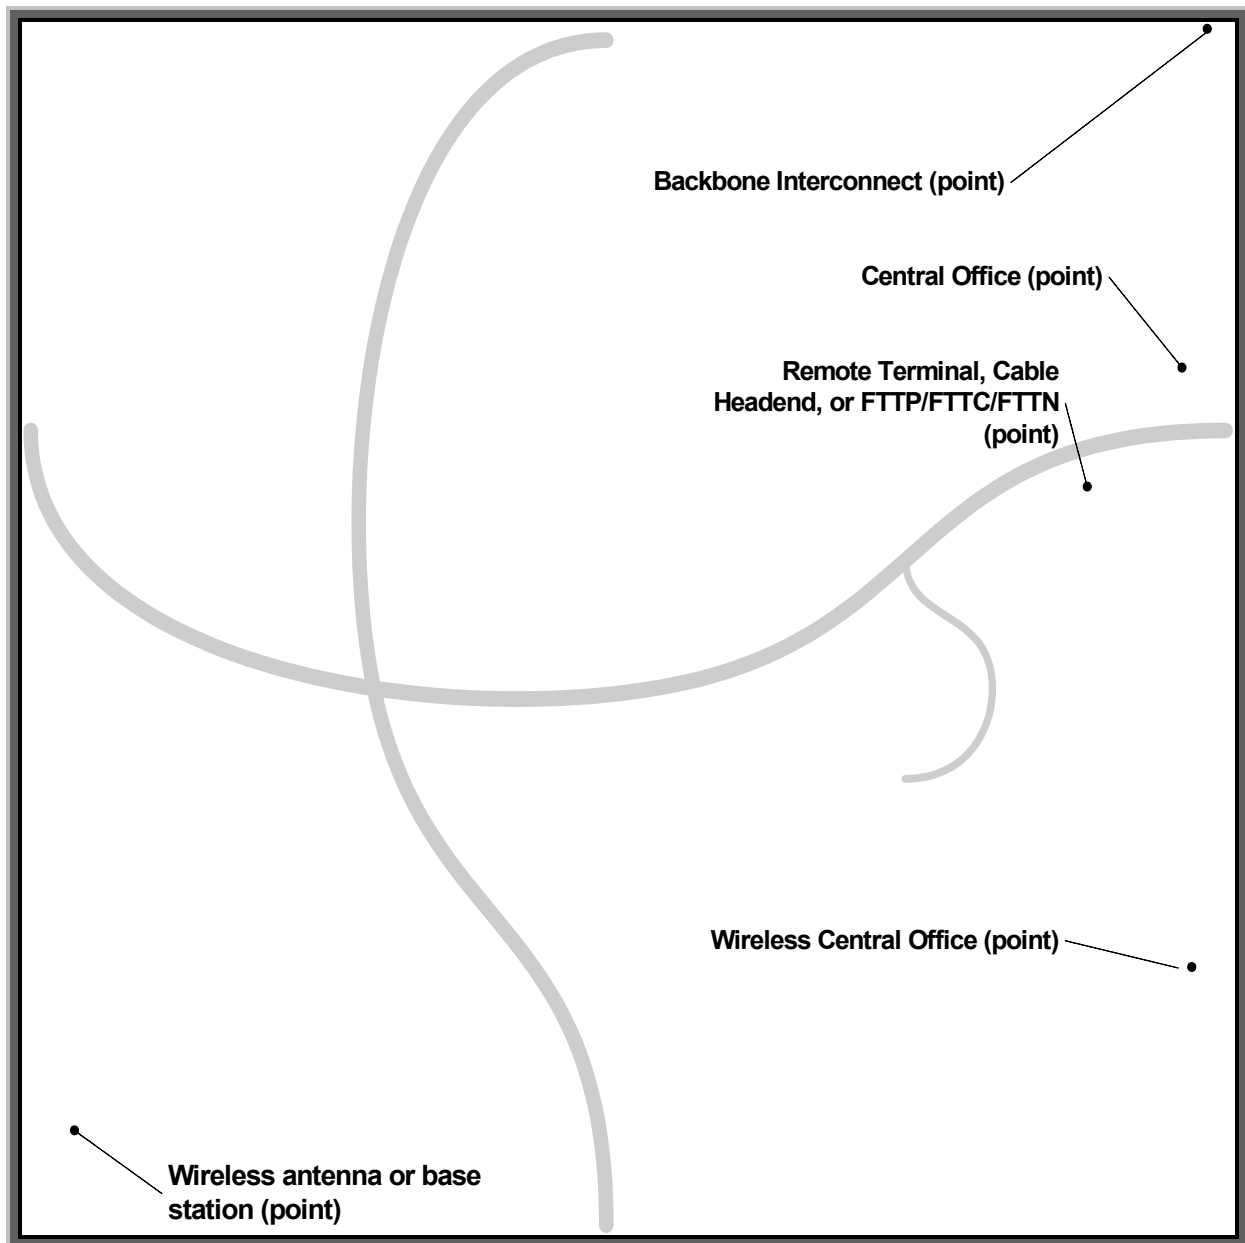 Backbone Interconnect (point)
Central Office (point)
Remote Terminal, Cable
Headend, or FTTP/FTTC/FTTN
(point)
Wireless Central Office (point)
Wireless antenna or base
station (point)